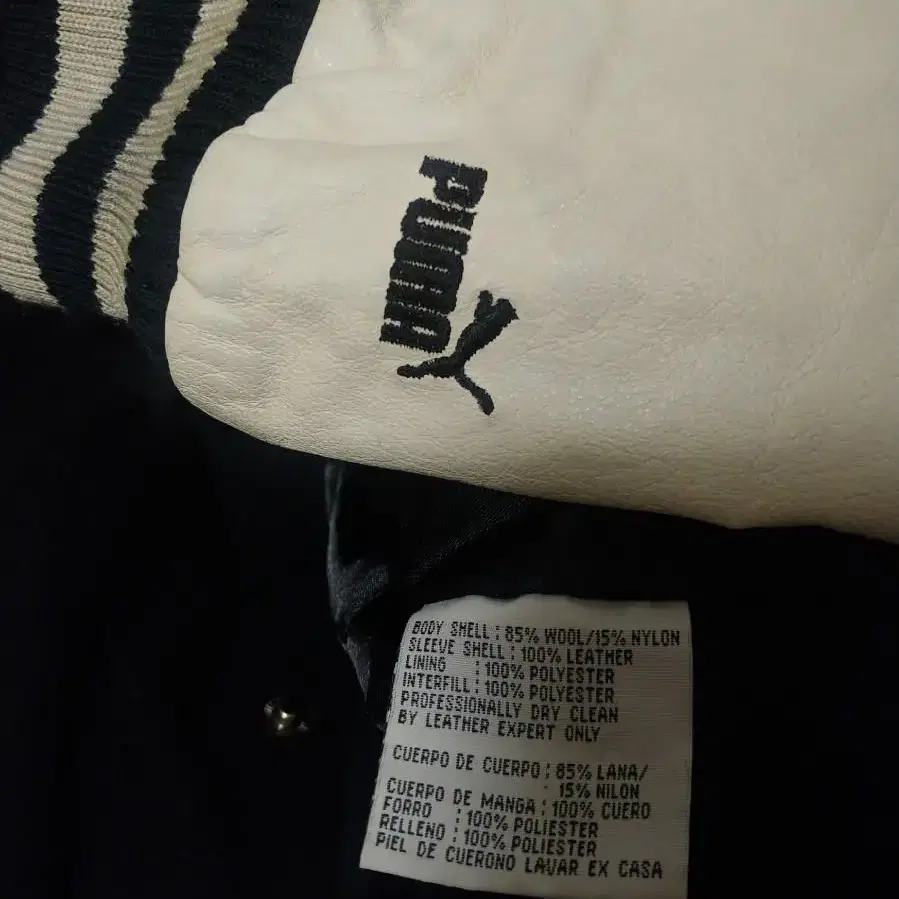 PUMA
BODY SHELL : 85% WOOL/15% NYLON
SLEEVE SHELL : 100% LEATHER
LINING : 100% POLYESTER
INTERFILL : 100% POLYESTER
PROFESSIONALLY DRY CLEAN
BY LEATHER EXPERT ONLY
CUERPO DE CUERPO : 85% LANA/
15% NILON
CUERPO DE MANGA : 100% CUERO
FORRO : 100% POLIESTER
RELLENO : 100% POLIESTER
PIEL DE CUERONO LAVAR EX CASA